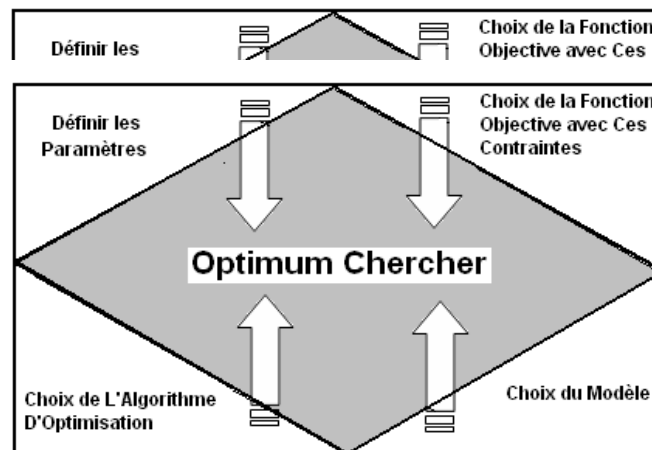 Définir les
Choix de la Fonction
Objective avec Ces
Définir les
Paramètres
Choix de la Fonction
Objective avec Ces
Contraintes
Optimum Chercher
Choix de L'Algorithme
D'Optimisation
Choix du Modèle